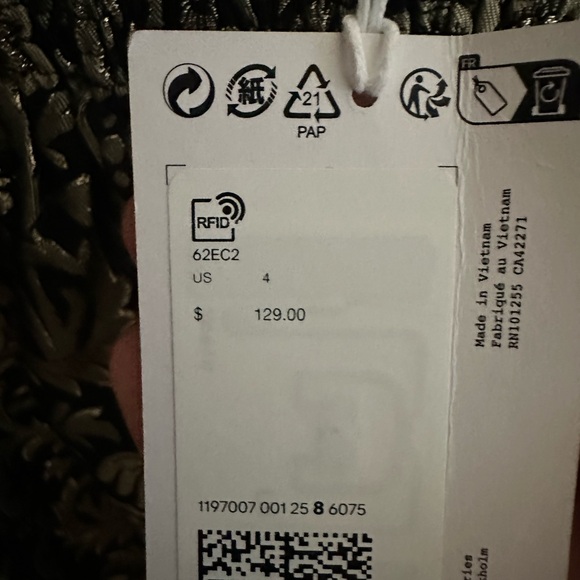 紙
21
PAP
FR
RFID
62EC2
US 4
$ 129.00
1197007 001 25 8 6075
Made in Vietnam
Fabriqué au Vietnam
RN101255 CA42271